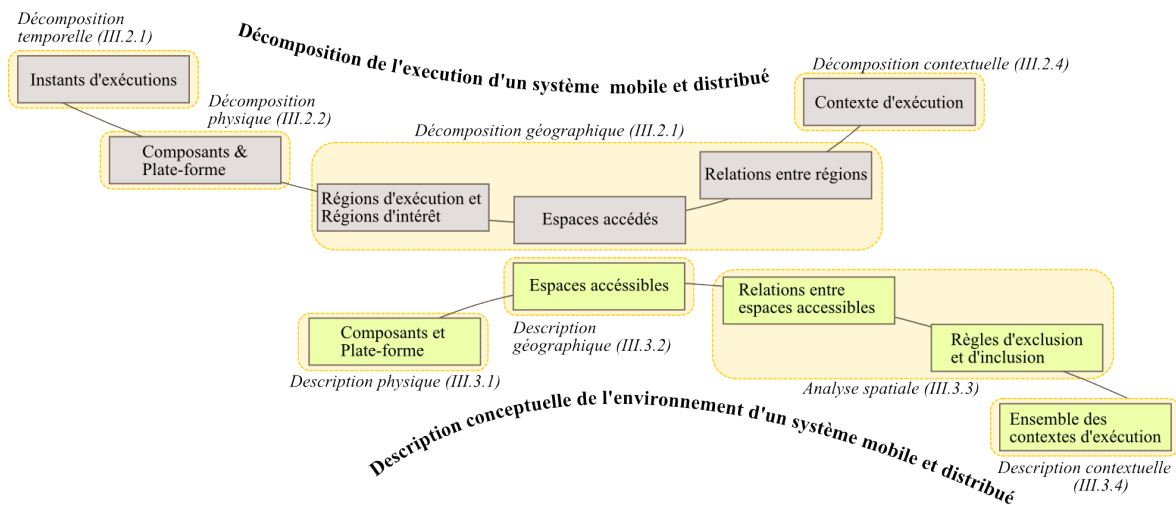 Décomposition
temporelle (III.2.1)
Instants d'exécutions
Décomposition de l'execution d'un système  mobile et distribué
Décomposition
physique (III.2.2)
Composants &
Plate-forme
Décomposition géographique (III.2.1)
Régions d'exécution et
Régions d'intérêt
Espaces accédés
Relations entre régions
Décomposition contextuelle (III.2.4)
Contexte d'exécution
Composants et
Plate-forme
Description physique (III.3.1)
Espaces accéssibles
Description
géographique (III.3.2)
Relations entre
espaces accessibles
Règles d'exclusion
et d'inclusion
Analyse spatiale (III.3.3)
Ensemble des
contextes d'exécution
Description contextuelle
(III.3.4)
Description conceptuelle de l'environnement d'un système mobile et distribué